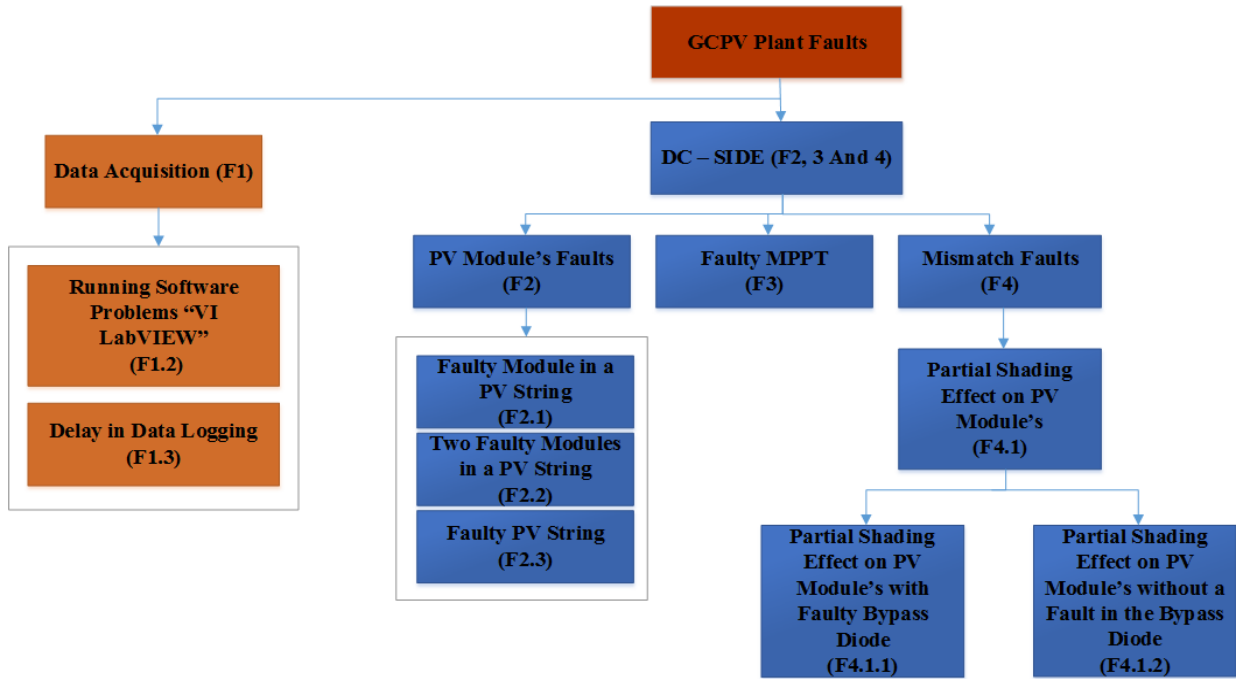 GCPV Plant Faults
Data Acquisition (F1)
DC – SIDE (F2, 3 And 4)
Running Software
Problems “VI
LabVIEW”
(F1.2)
Delay in Data Logging
(F1.3)
PV Module’s Faults
(F2)
Faulty MPPT
(F3)
Mismatch Faults
(F4)
Faulty Module in a
PV String
(F2.1)
Two Faulty Modules
in a PV String
(F2.2)
Faulty PV String
(F2.3)
Partial Shading
Effect on PV
Module’s
(F4.1)
Partial Shading
Effect on PV
Module’s with
Faulty Bypass
Diode
(F4.1.1)
Partial Shading
Effect on PV
Module’s without a
Fault in the Bypass
Diode
(F4.1.2)